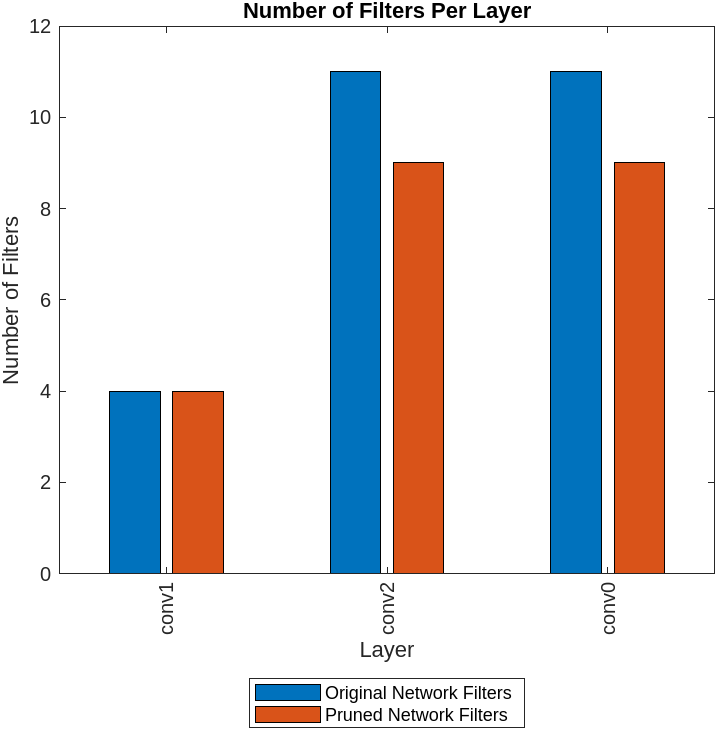 Number of Filters Per Layer
12
10
8
6
4
2
0
Number of Filters
conv1
conv2
conv0
Layer
Original Network Filters
Pruned Network Filters